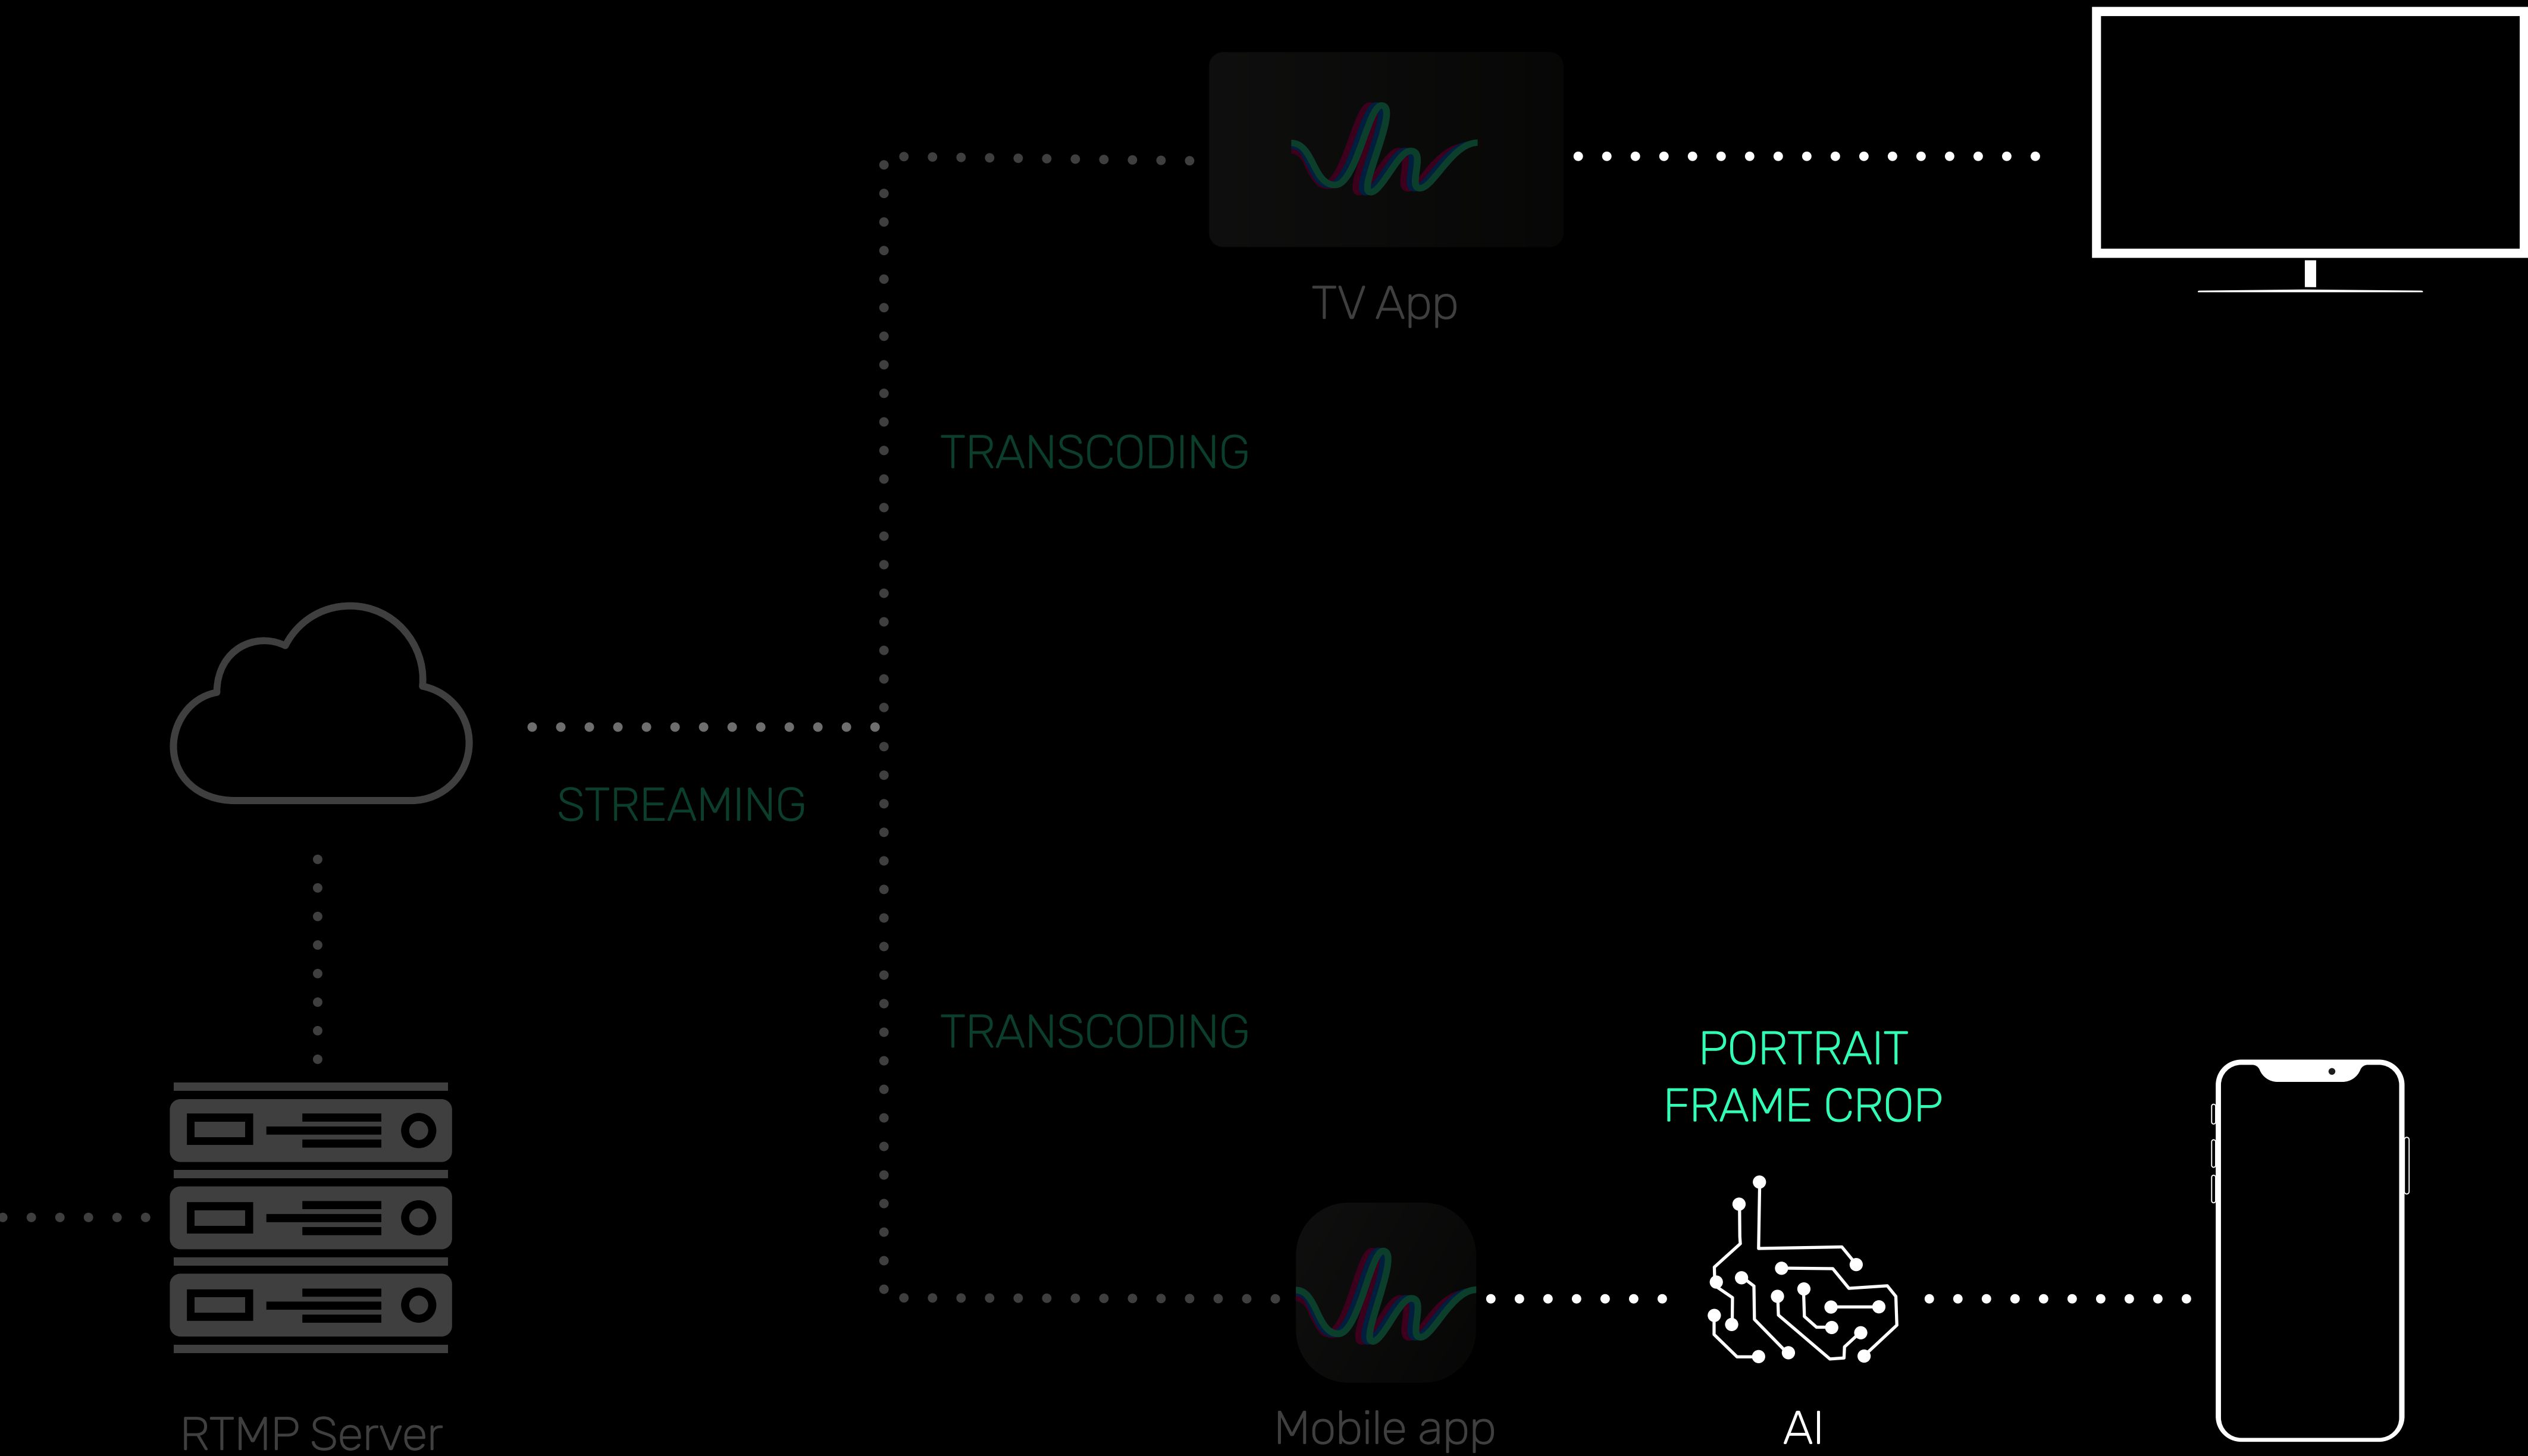 TV App
TRANSCODING
STREAMING
TRANSCODING
PORTRAIT
FRAME CROP
RTMP Server
Mobile app
AI